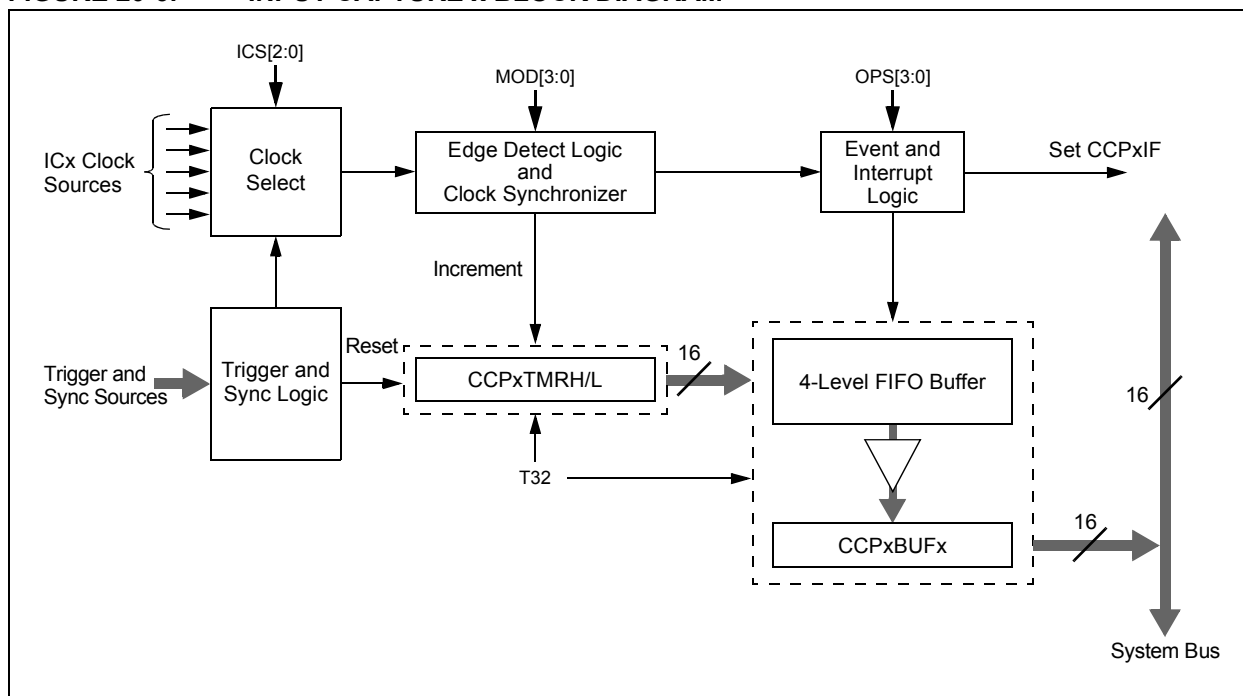 ICS[2:0]
MOD[3:0]
OPS[3:0]
ICx Clock
Sources
Clock
Select
Edge Detect Logic
and
Clock Synchronizer
Event and
Interrupt
Logic
Set CCPxIF
Increment
Reset
Trigger and
Sync Sources
Trigger and
Sync Logic
CCPxTMRH/L
16
4-Level FIFO Buffer
16
T32
CCPxBUFx
16
System Bus